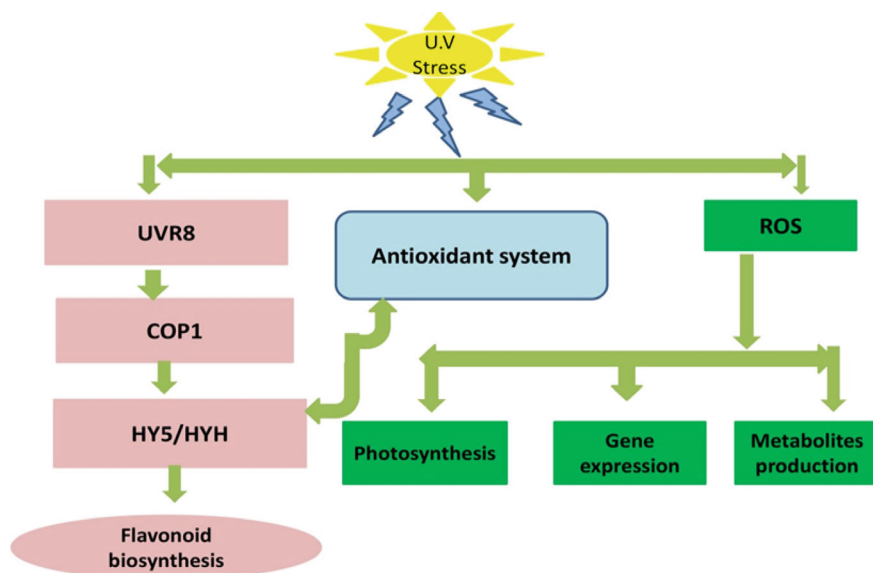 U.V
Stress
UVR8
Antioxidant system
ROS
COP1
HY5/HYH
Photosynthesis
Gene
expression
Metabolites
production
Flavonoid
biosynthesis